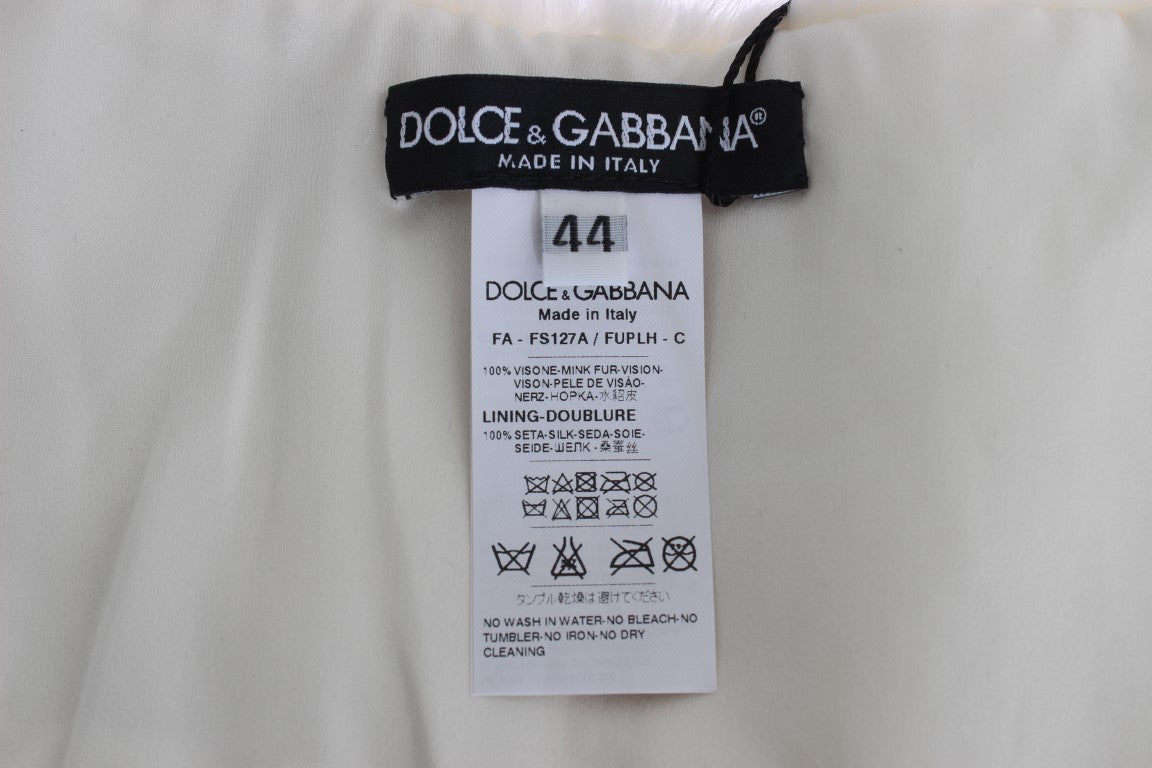 DOLCE & GABBANA®
MADE IN ITALY
44
DOLCE & GABBANA
Made in Italy
FA - FS127A / FUPLH - C
100% VISONE-MINK FUR-VISION-
VISON-PELE DE VISÃO-
NERZ-НОРКА-水貂皮
LINING-DOUBLURE
100% SETA-SILK-SEDA-SOIE-
SEIDE-ШЕЛК-桑蚕丝
タンブル乾燥は避けてください
NO WASH IN WATER-NO BLEACH-NO
TUMBLER-NO IRON-NO DRY
CLEANING